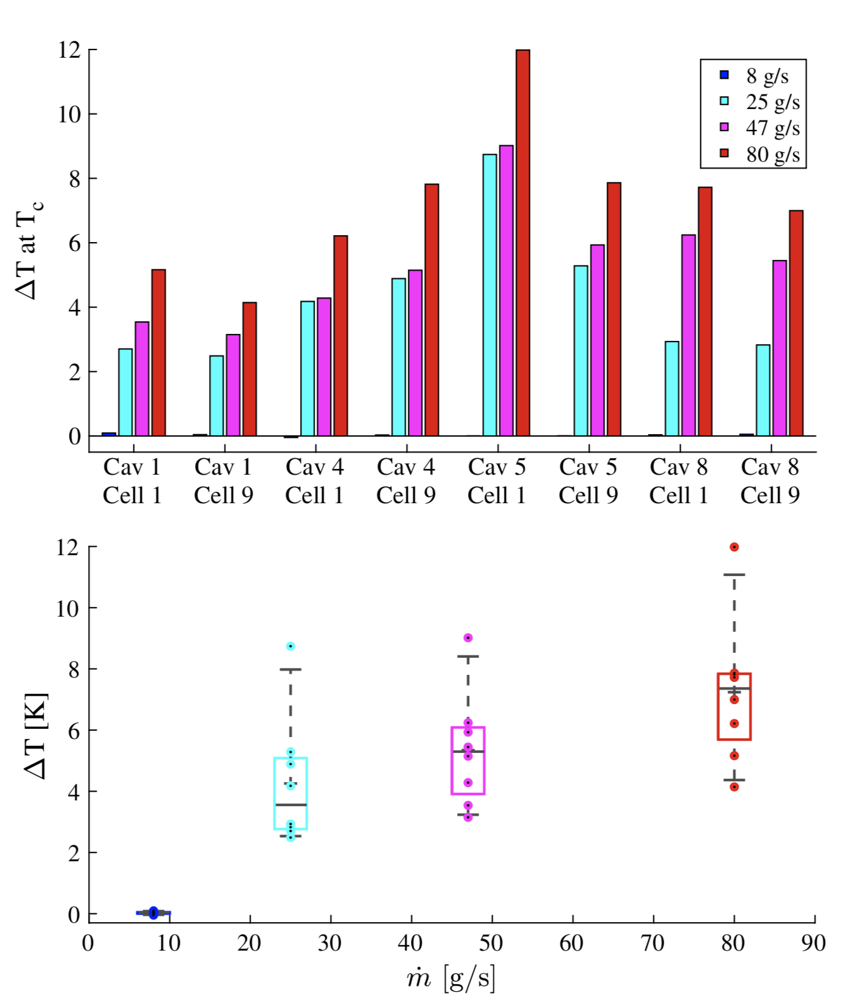 12
10
8
6
4
2
0
ΔT at T_c
8 g/s
25 g/s
47 g/s
80 g/s
Cav 1 Cav 1 Cav 4 Cav 4 Cav 5 Cav 5 Cav 8 Cav 8
Cell 1 Cell 9 Cell 1 Cell 9 Cell 1 Cell 9 Cell 1 Cell 9
12
10
8
6
4
2
0
ΔT [K]
0 10 20 30 40 50 60 70 80 90
ṁ [g/s]